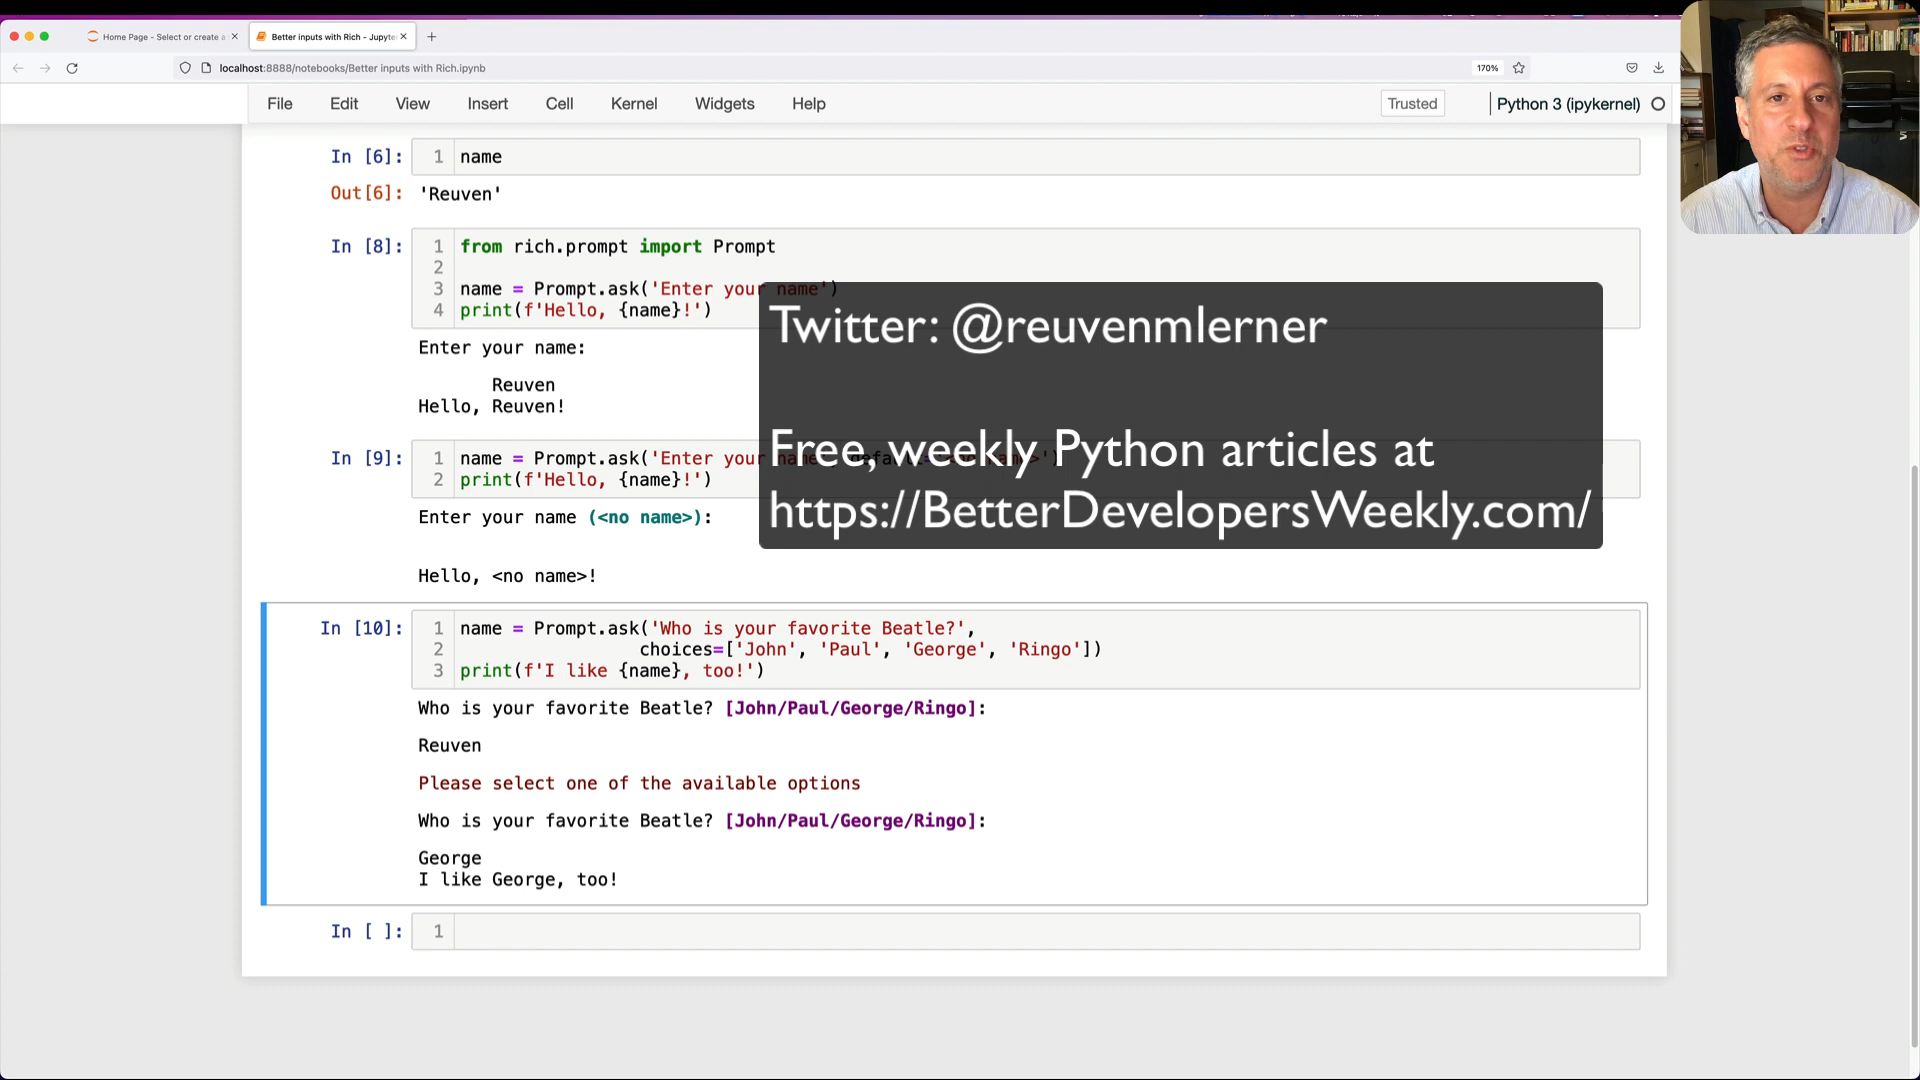 Home Page - Select or create a
Better inputs with Rich - Jupyte
localhost:8888/notebooks/Better inputs with Rich.ipynb
170%
File Edit View Insert Cell Kernel Widgets Help
Trusted
Python 3 (ipykernel)
In [6]: 1 name
Out[6]: 'Reuven'
In [8]: 1 from rich.prompt import Prompt
2
3 name = Prompt.ask('Enter your name')
4 print(f'Hello, {name}!')
Enter your name:
Reuven
Hello, Reuven!
In [9]: 1 name = Prompt.ask('Enter your
2 print(f'Hello, {name}!')
Enter your name (<no name>):
Hello, <no name>!
Twitter: @reuvenmlerner
Free, weekly Python articles at
https://BetterDevelopersWeekly.com/
In [10]: 1 name = Prompt.ask('Who is your favorite Beatle?',
2 choices=['John', 'Paul', 'George', 'Ringo'])
3 print(f'I like {name}, too!')
Who is your favorite Beatle? [John/Paul/George/Ringo]:
Reuven
Please select one of the available options
Who is your favorite Beatle? [John/Paul/George/Ringo]:
George
I like George, too!
In [ ]: 1